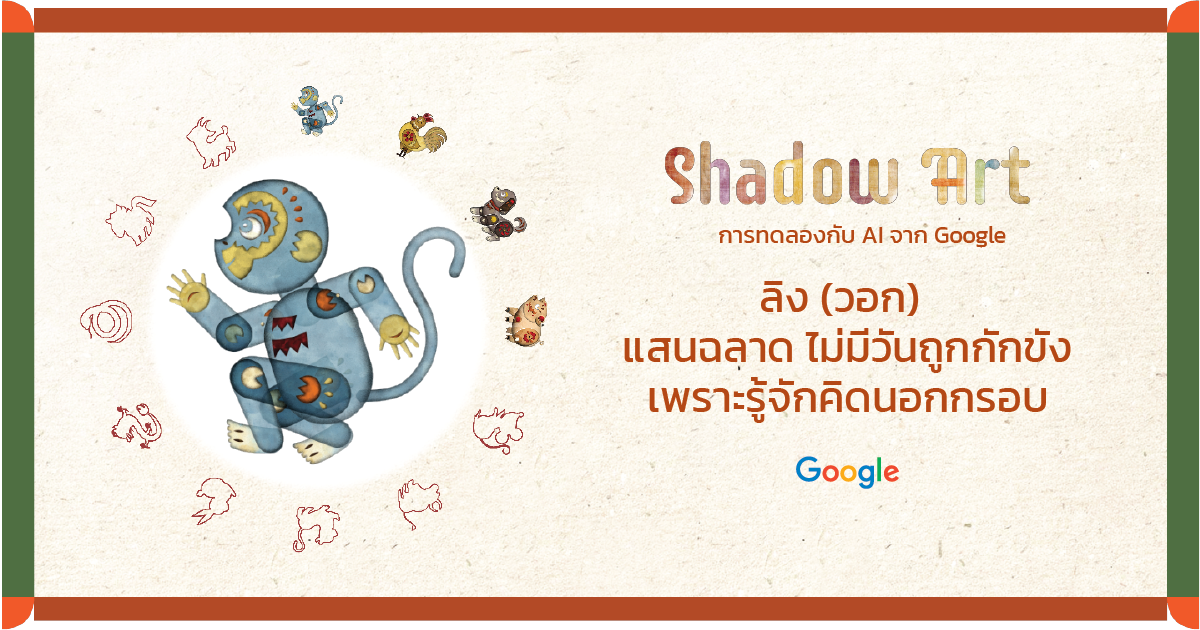 Shadow Art
การทดลองกับ AI จาก Google
ลิง (วอก)
แสนฉลาด ไม่มีวันถูกกักขัง
เพราะรู้จักคิดนอกกรอบ
Google